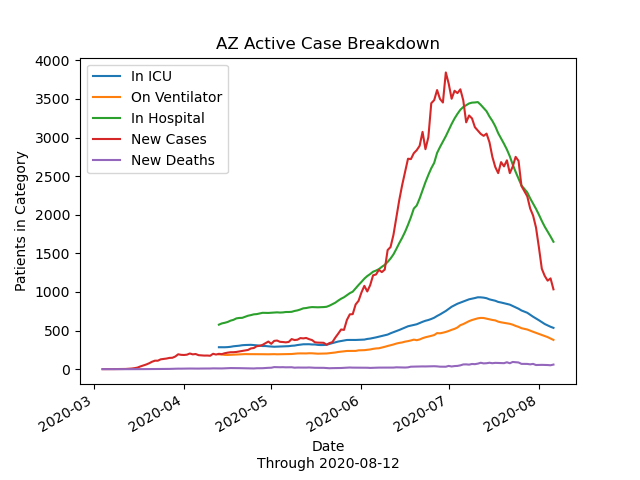 AZ Active Case Breakdown
In ICU
On Ventilator
In Hospital
New Cases
New Deaths
Patients in Category
4000
3500
3000
2500
2000
1500
1000
500
0
2020-03
2020-04
2020-05
2020-06
2020-07
2020-08
Date
Through 2020-08-12